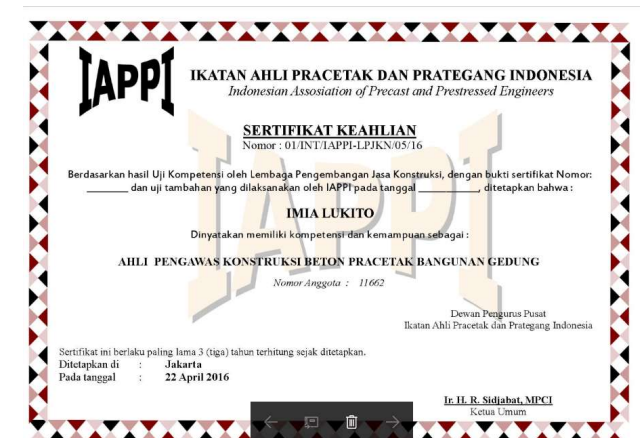 IAPPI
IKATAN AHLI PRACETAK DAN PRATEGANG INDONESIA
Indonesian Assosiation of Precast and Prestressed Engineers
SERTIFIKAT KEAHLIAN
Nomor : 01/INT/IAPPI-LPJKN/05/16
Berdasarkan hasil Uji Kompetensi oleh Lembaga Pengembangan Jasa Konstruksi, dengan bukti sertifikat Nomor:
________ dan uji tambahan yang dilaksanakan oleh IAPPI pada tanggal ____________, ditetapkan bahwa :
IMIA LUKITO
Dinyatakan memiliki kompetensi dan kemampuan sebagai :
AHLI PENGAWAS KONSTRUKSI BETON PRACETAK BANGUNAN GEDUNG
Nomor Anggota : 11662
Dewan Pengurus Pusat
Ikatan Ahli Pracetak dan Prategang Indonesia
Sertifikat ini berlaku paling lama 3 (tiga) tahun terhitung sejak ditetapkan.
Ditetapkan di : Jakarta
Pada tanggal : 22 April 2016
Ir. H. R. Sidjabat, MPCI
Ketua Umum
IAPPI